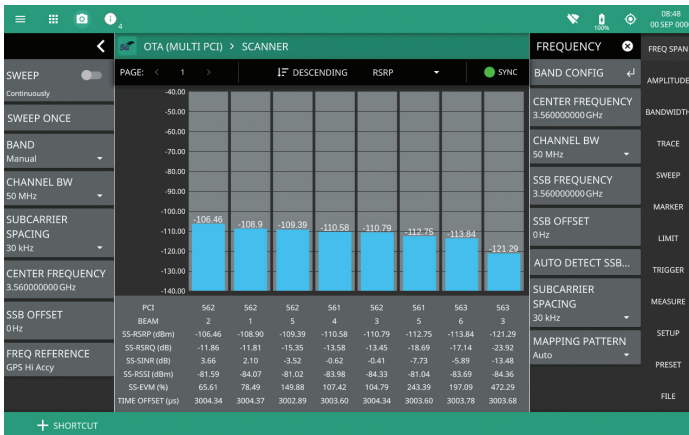 4
100%
08:48
00 SEP 000
OTA (MULTI PCI) > SCANNER
SWEEP
Continuously
SWEEP ONCE
BAND
Manual
CHANNEL BW
50 MHz
SUBCARRIER
SPACING
30 kHz
CENTER FREQUENCY
3.560000000 GHz
SSB OFFSET
0 Hz
FREQ REFERENCE
GPS Hi Accy
PAGE: < 1 > DESCENDING RSRP SYNC
-40.00
-50.00
-60.00
-70.00
-80.00
-90.00
-100.00
-110.00
-120.00
-130.00
-140.00
-106.46 -108.9 -109.39 -110.58 -110.79 -112.75 -113.84 -121.29
PCI 562 562 562 561 562 561 563 563
BEAM 2 1 5 4 3 5 6 3
SS-RSRP (dBm) -106.46 -108.90 -109.39 -110.58 -110.79 -112.75 -113.84 -121.29
SS-RSRQ (dB) -11.86 -11.81 -15.35 -13.58 -13.45 -18.69 -17.14 -23.92
SS-SINR (dB) 3.66 2.10 -3.52 -0.62 -0.41 -7.73 -5.89 -13.48
SS-RSSI (dBm) -81.59 -84.07 -81.02 -83.98 -84.33 -81.04 -83.69 -84.36
SS-EVM (%) 65.61 78.49 149.88 107.42 104.79 243.39 197.09 472.29
TIME OFFSET (μs) 3004.34 3004.37 3002.89 3003.60 3004.34 3003.60 3003.78 3003.68
FREQUENCY
BAND CONFIG
CENTER FREQUENCY
3.560000000 GHz
CHANNEL BW
50 MHz
SSB FREQUENCY
3.560000000 GHz
SSB OFFSET
0 Hz
AUTO DETECT SSB...
SUBCARRIER
SPACING
30 kHz
MAPPING PATTERN
Auto
FREQ SPAN
AMPLITUDE
BANDWIDTH
TRACE
SWEEP
MARKER
LIMIT
TRIGGER
MEASURE
SETUP
PRESET
FILE
+ SHORTCUT